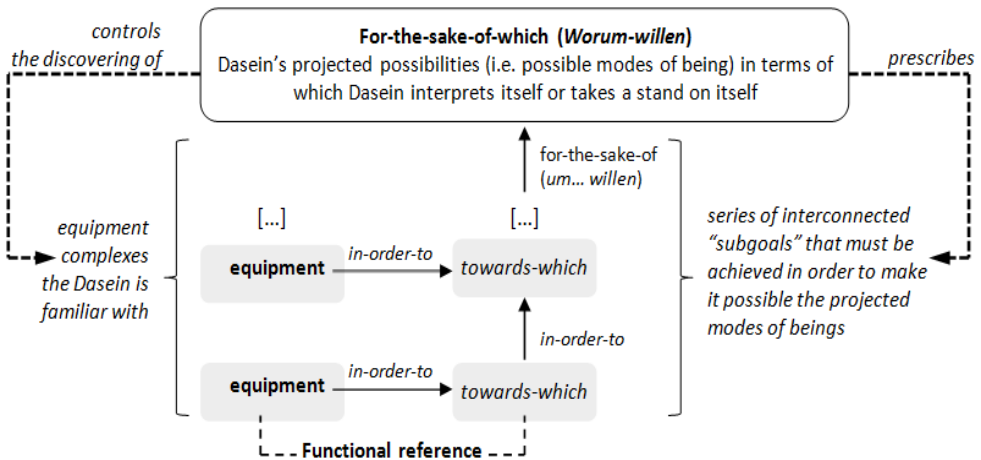 controls
the discovering of
For-the-sake-of-which (Worum-willen)
Dasein's projected possibilities (i.e. possible modes of being) in terms of
which Dasein interprets itself or takes a stand on itself
prescribes
for-the-sake-of
(um... willen)
equipment
complexes
the Dasein is
familiar with
[...]
[...]
equipment
in-order-to
towards-which
in-order-to
equipment
in-order-to
towards-which
Functional reference
series of interconnected
“subgoals” that must be
achieved in order to make
it possible the projected
modes of beings